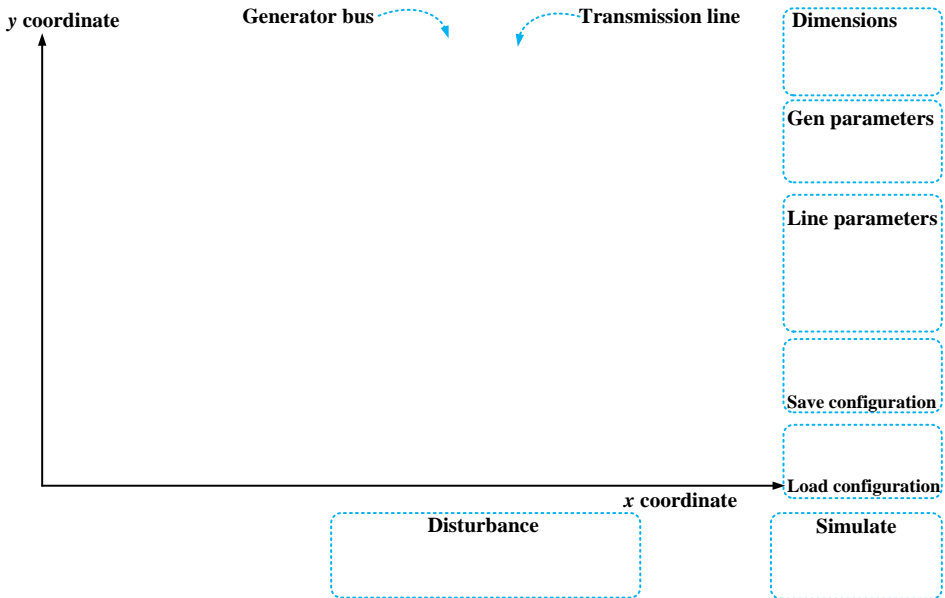 Generator bus
Transmission line
Dimensions
y coordinate
Gen parameters
Line parameters
Save configuration
Load configuration
x coordinate
Disturbance
Simulate